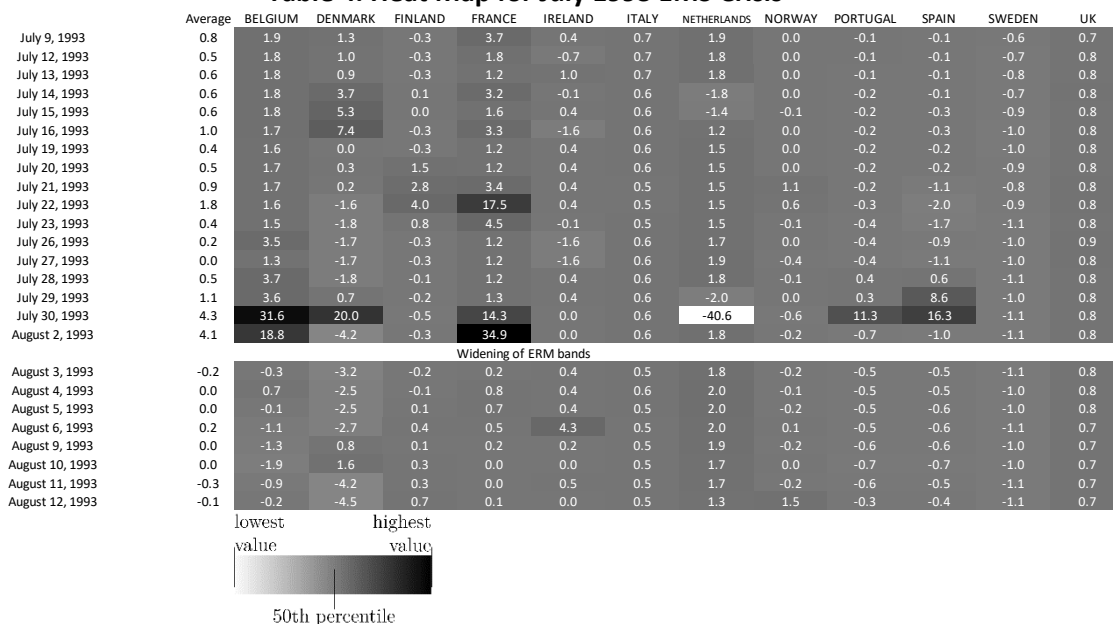 Average BELGIUM DENMARK FINLAND FRANCE IRELAND ITALY NETHERLANDS NORWAY PORTUGAL SPAIN SWEDEN UK
July 9, 1993 0.8 1.9 1.3 -0.3 3.7 0.4 0.7 1.9 0.0 -0.1 -0.1 -0.6 0.7
July 12, 1993 0.5 1.8 1.0 -0.3 1.8 -0.7 0.7 1.8 0.0 -0.1 -0.1 -0.7 0.8
July 13, 1993 0.6 1.8 0.9 -0.3 1.2 1.0 0.7 1.8 0.0 -0.1 -0.1 -0.8 0.8
July 14, 1993 0.6 1.8 3.7 0.1 3.2 -0.1 0.6 -1.8 0.0 -0.2 -0.1 -0.7 0.8
July 15, 1993 0.6 1.8 5.3 0.0 1.6 0.4 0.6 -1.4 -0.1 -0.2 -0.3 -0.9 0.8
July 16, 1993 1.0 1.7 7.4 -0.3 3.3 -1.6 0.6 1.2 0.0 -0.2 -0.3 -1.0 0.8
July 19, 1993 0.4 1.6 0.0 -0.3 1.2 0.4 0.6 1.5 0.0 -0.2 -0.2 -1.0 0.8
July 20, 1993 0.5 1.7 0.3 1.5 1.2 0.4 0.6 1.5 0.0 -0.2 -0.2 -0.9 0.8
July 21, 1993 0.9 1.7 0.2 2.8 3.4 0.4 0.5 1.5 1.1 -0.2 -1.1 -0.8 0.8
July 22, 1993 1.8 1.6 -1.6 4.0 17.5 0.4 0.5 1.5 0.6 -0.3 -2.0 -0.9 0.8
July 23, 1993 0.4 1.5 -1.8 0.8 4.5 -0.1 0.6 1.5 -0.1 -0.4 -1.7 -1.1 0.8
July 26, 1993 0.2 3.5 -1.7 -0.3 1.2 -1.6 0.6 1.7 0.0 -0.4 -0.9 -1.0 0.9
July 27, 1993 0.0 1.3 -1.7 -0.3 1.2 -1.6 0.6 1.9 -0.4 -0.4 -1.1 -1.1 0.8
July 28, 1993 0.5 3.7 -1.8 -0.1 1.2 0.4 0.6 1.8 -0.1 0.4 0.6 -1.1 0.8
July 29, 1993 1.1 3.6 0.7 -0.2 1.3 0.4 0.6 -2.0 0.0 0.3 8.6 -1.0 0.8
July 30, 1993 4.3 31.6 20.0 -0.5 14.3 0.0 0.6 -40.6 -0.6 11.3 16.3 -1.1 0.8
August 2, 1993 4.1 18.8 -4.2 -0.3 34.9 0.0 0.6 1.8 -0.2 -0.7 -1.0 -1.1 0.8
Widening of ERM bands
August 3, 1993 -0.2 -0.3 -3.2 -0.2 0.2 0.4 0.5 1.8 -0.2 -0.5 -0.5 -1.1 0.8
August 4, 1993 0.0 0.7 -2.5 -0.1 0.8 0.4 0.6 2.0 -0.2 -0.5 -0.5 -1.0 0.8
August 5, 1993 0.0 -0.1 -2.5 0.1 0.7 0.4 0.5 2.0 -0.2 -0.5 -0.6 -1.0 0.8
August 6, 1993 0.2 -1.1 -2.7 0.4 0.5 4.3 0.5 2.0 0.1 -0.5 -0.6 -1.1 0.7
August 9, 1993 0.0 -1.3 0.8 0.1 0.2 0.2 0.5 1.9 -0.2 -0.6 -0.6 -1.0 0.7
August 10, 1993 0.0 -1.9 1.6 0.3 0.0 0.0 0.5 1.7 0.0 -0.7 -0.7 -1.0 0.7
August 11, 1993 -0.3 -0.9 -4.2 0.3 0.0 0.5 0.5 1.7 -0.2 -0.6 -0.5 -1.1 0.7
August 12, 1993 -0.1 -0.2 -4.5 0.7 0.1 0.0 0.5 1.3 1.5 -0.3 -0.4 -1.1 0.7
lowest highest
value value
50th percentile